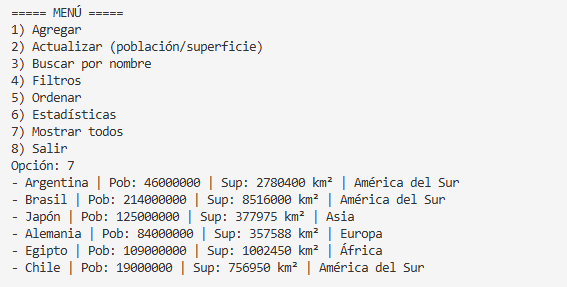 ===== MENÚ =====
1) Agregar
2) Actualizar (población/superficie)
3) Buscar por nombre
4) Filtros
5) Ordenar
6) Estadísticas
7) Mostrar todos
8) Salir
Opción: 7
- Argentina | Pob: 46000000 | Sup: 2780400 km² | América del Sur
- Brasil | Pob: 214000000 | Sup: 8516000 km² | América del Sur
- Japón | Pob: 125000000 | Sup: 377975 km² | Asia
- Alemania | Pob: 84000000 | Sup: 357588 km² | Europa
- Egipto | Pob: 109000000 | Sup: 1002450 km² | África
- Chile | Pob: 19000000 | Sup: 756950 km² | América del Sur